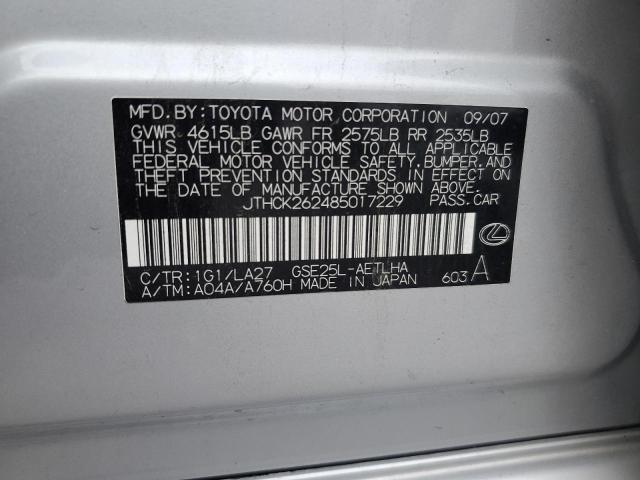 MFD.BY:TOYOTA MOTOR CORPORATION 09/07
GVWR 4615LB GAWR FR 2575LB RR 2535LB
THIS VEHICLE CONFORMS TO ALL APPLICABLE
FEDERAL MOTOR VEHICLE SAFETY,BUMPER,AND
THEFT PREVENTION STANDARDS IN EFFECT ON
THE DATE OF MANUFACTURE SHOWN ABOVE.
JTHCK262485017229 PASS.CAR
C/TR:1G1/LA27 GSE25L-AETLHA
A/TM:A04A/A760H MADE IN JAPAN 603 A